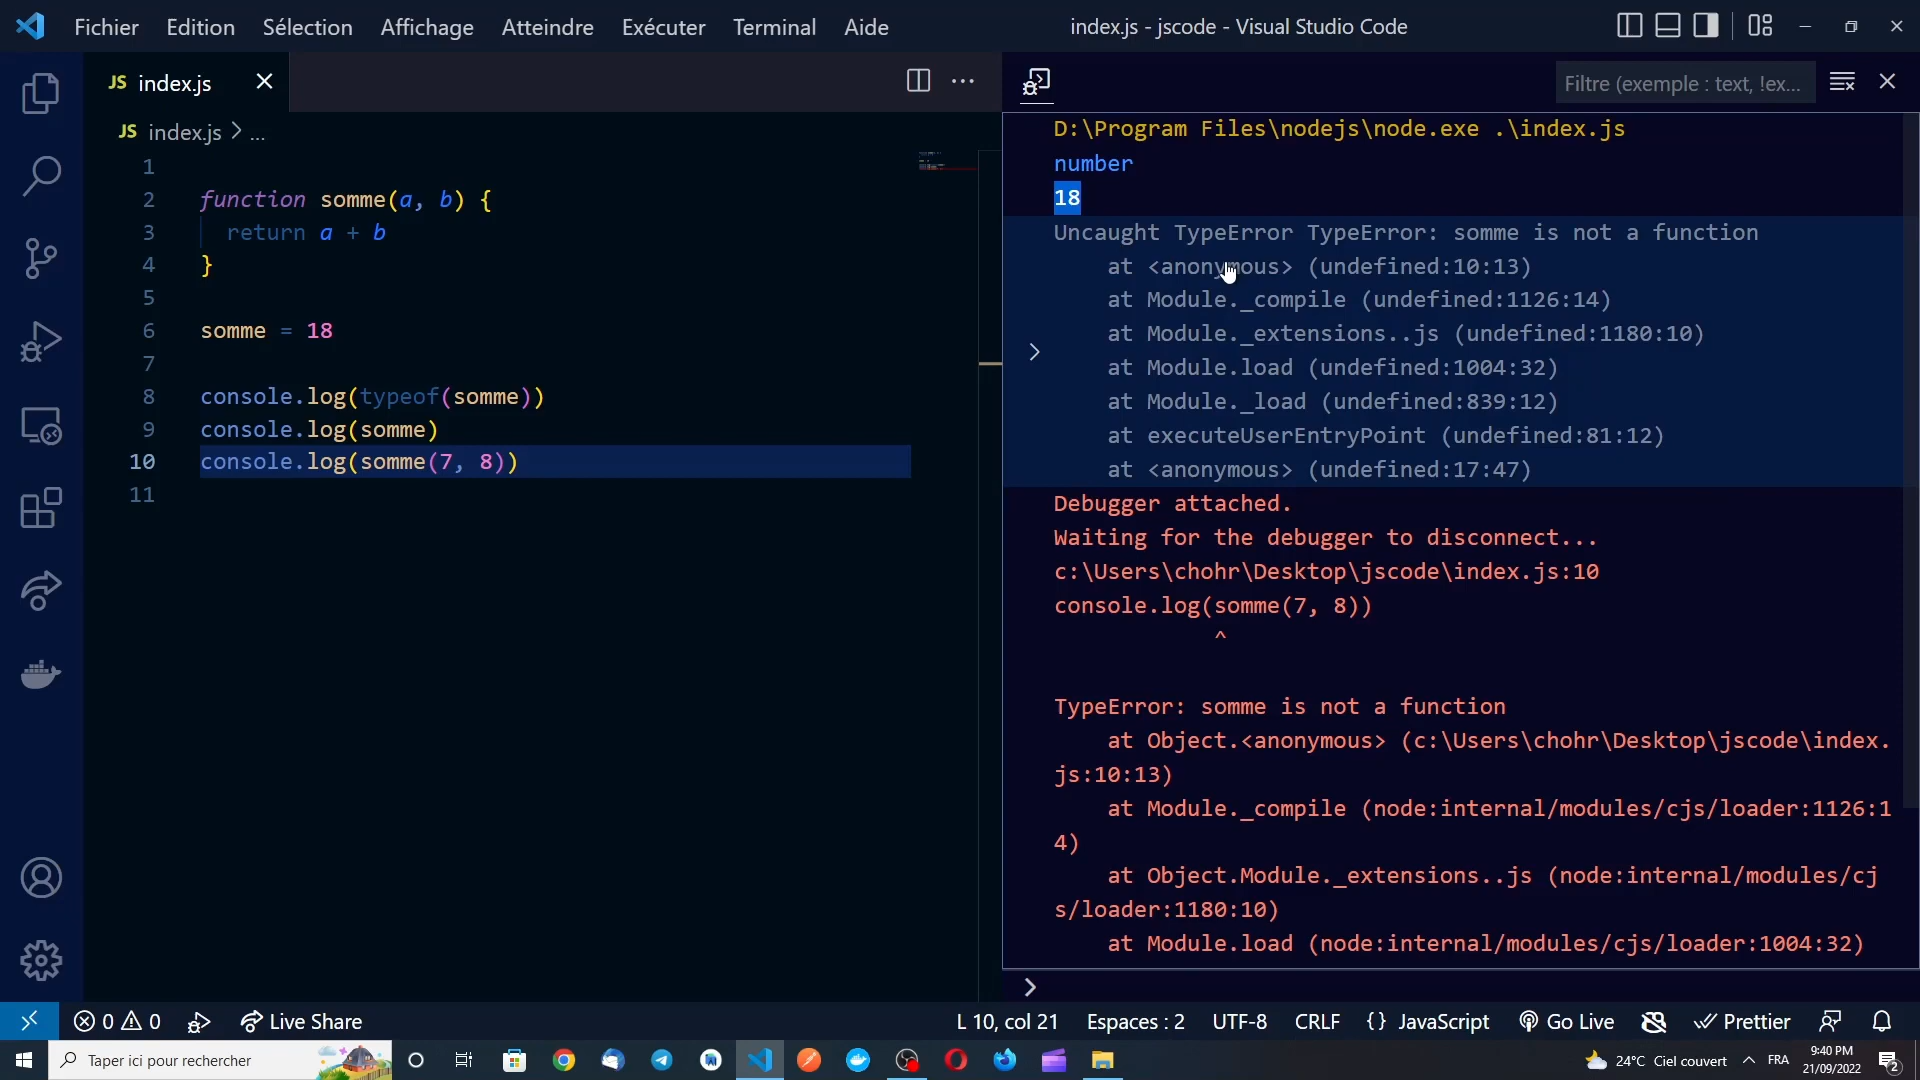 Fichier Edition Sélection Affichage Atteindre Exécuter Terminal Aide
index.js - jscode - Visual Studio Code
JS index.js
JS index.js > ...
1
2 function somme(a, b) {
3 return a + b
4 }
5
6 somme = 18
7
8 console.log(typeof(somme))
9 console.log(somme)
10 console.log(somme(7, 8))
11
Filtre (exemple : text, !ex...
D:\Program Files\nodejs\node.exe .\index.js
number
18
Uncaught TypeError TypeError: somme is not a function
at <anonymous> (undefined:10:13)
at Module._compile (undefined:1126:14)
at Module._extensions..js (undefined:1180:10)
at Module.load (undefined:1004:32)
at Module._load (undefined:839:12)
at executeUserEntryPoint (undefined:81:12)
at <anonymous> (undefined:17:47)
Debugger attached.
Waiting for the debugger to disconnect...
c:\Users\chohr\Desktop\jscode\index.js:10
console.log(somme(7, 8))
^
TypeError: somme is not a function
at Object.<anonymous> (c:\Users\chohr\Desktop\jscode\index.
js:10:13)
at Module._compile (node:internal/modules/cjs/loader:1126:1
4)
at Object.Module._extensions..js (node:internal/modules/cj
s/loader:1180:10)
at Module.load (node:internal/modules/cjs/loader:1004:32)
0 0 Live Share
L 10, col 21 Espaces : 2 UTF-8 CRLF {} JavaScript Go Live Prettier
Taper ici pour rechercher
24°C Ciel couvert FRA
9:40 PM
21/09/2022
2